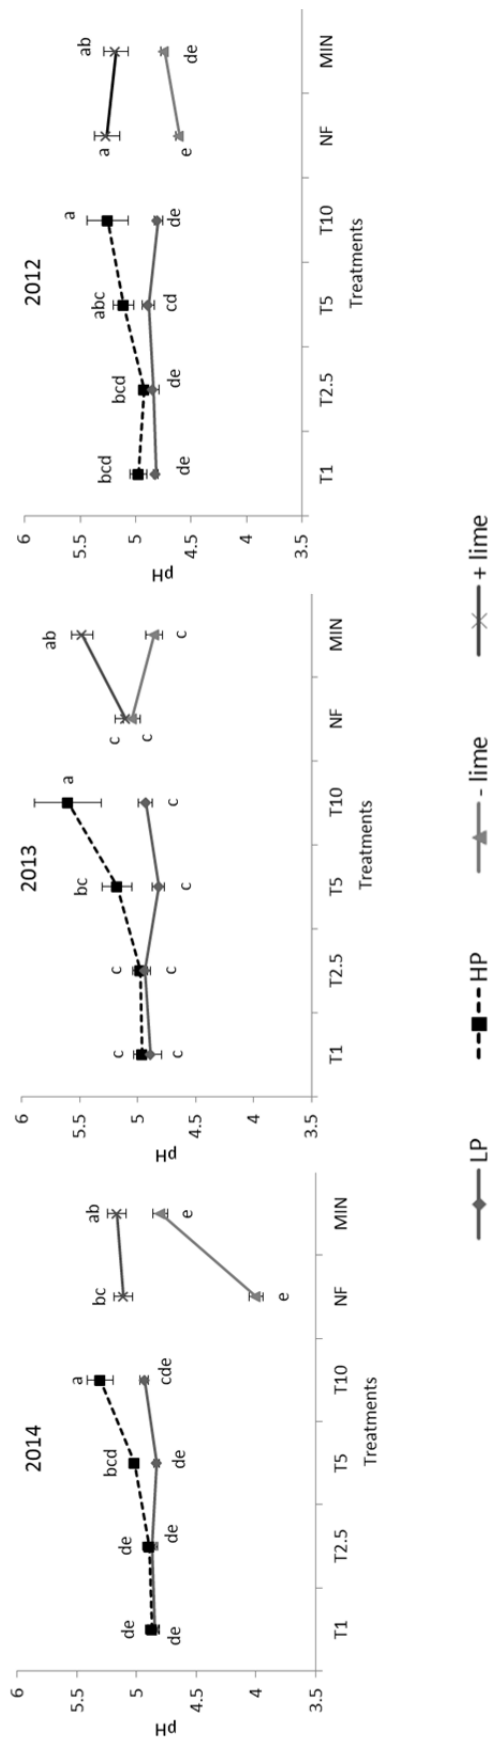 2014
6
5.5
5
4.5
4
3.5
pH
de
de
bcd
a
bc
ab
de
de
de
cde
e
e
T1 T2.5 T5 T10 NF MIN
Treatments
2013
6
5.5
5
4.5
4
3.5
pH
c
c
bc
a
c
ab
c
c
c
c
c
c
T1 T2.5 T5 T10 NF MIN
Treatments
2012
6
5.5
5
4.5
4
3.5
pH
bcd
bcd
abc
a
a
ab
de
de
cd
de
e
de
T1 T2.5 T5 T10 NF MIN
Treatments
LP HP - lime + lime